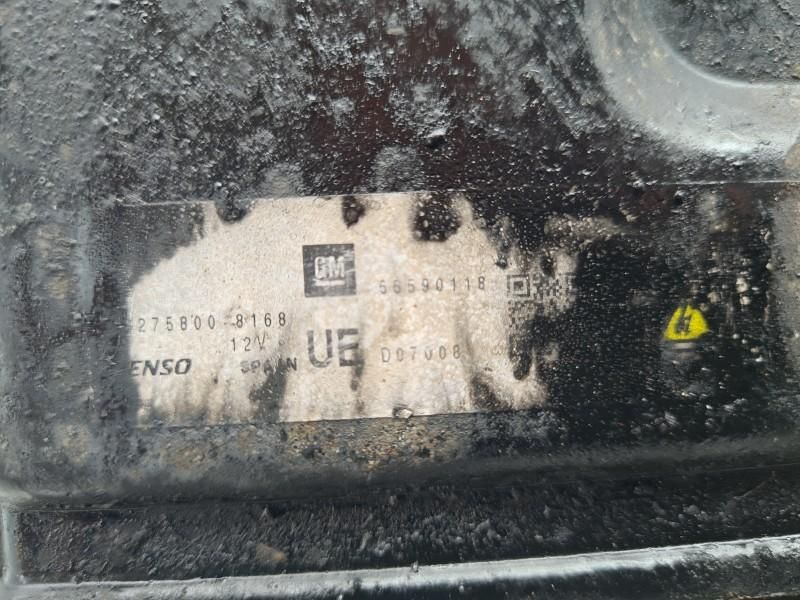 GM
56590118
275800-8168
12V
UE
D07008
ENSO
SPAIN